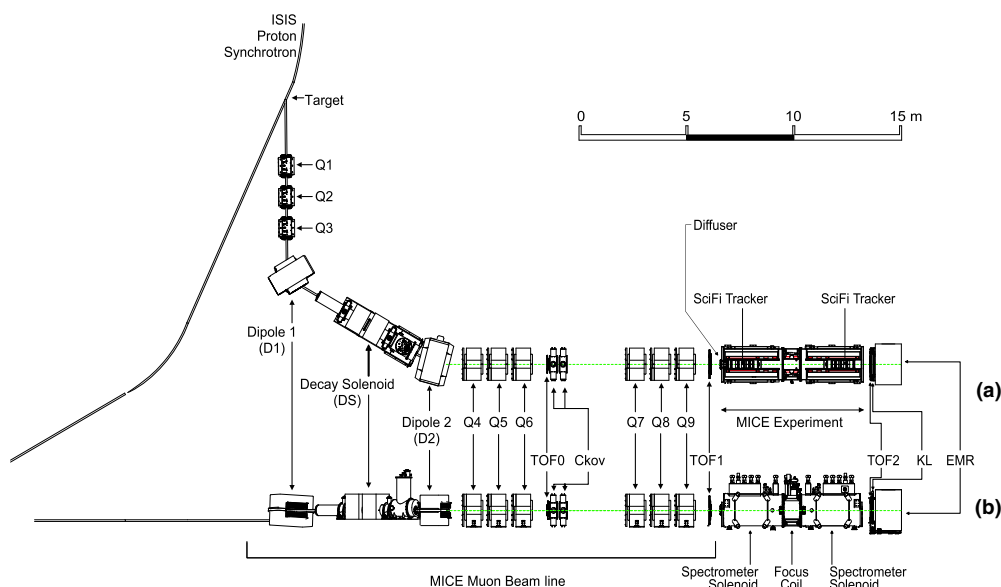 ISIS
Proton
Synchrotron
Target
0 5 10 15 m
Q1
Q2
Q3
Diffuser
SciFi Tracker SciFi Tracker
Dipole 1
(D1)
Decay Solenoid
(DS)
Dipole 2
(D2)
Q4 Q5 Q6
Q7 Q8 Q9
MICE Experiment
(a)
TOF0 Ckov TOF1 TOF2 KL EMR
(b)
MICE Muon Beam line
Spectrometer
Solenoid
Focus
Coil
Spectrometer
Solenoid